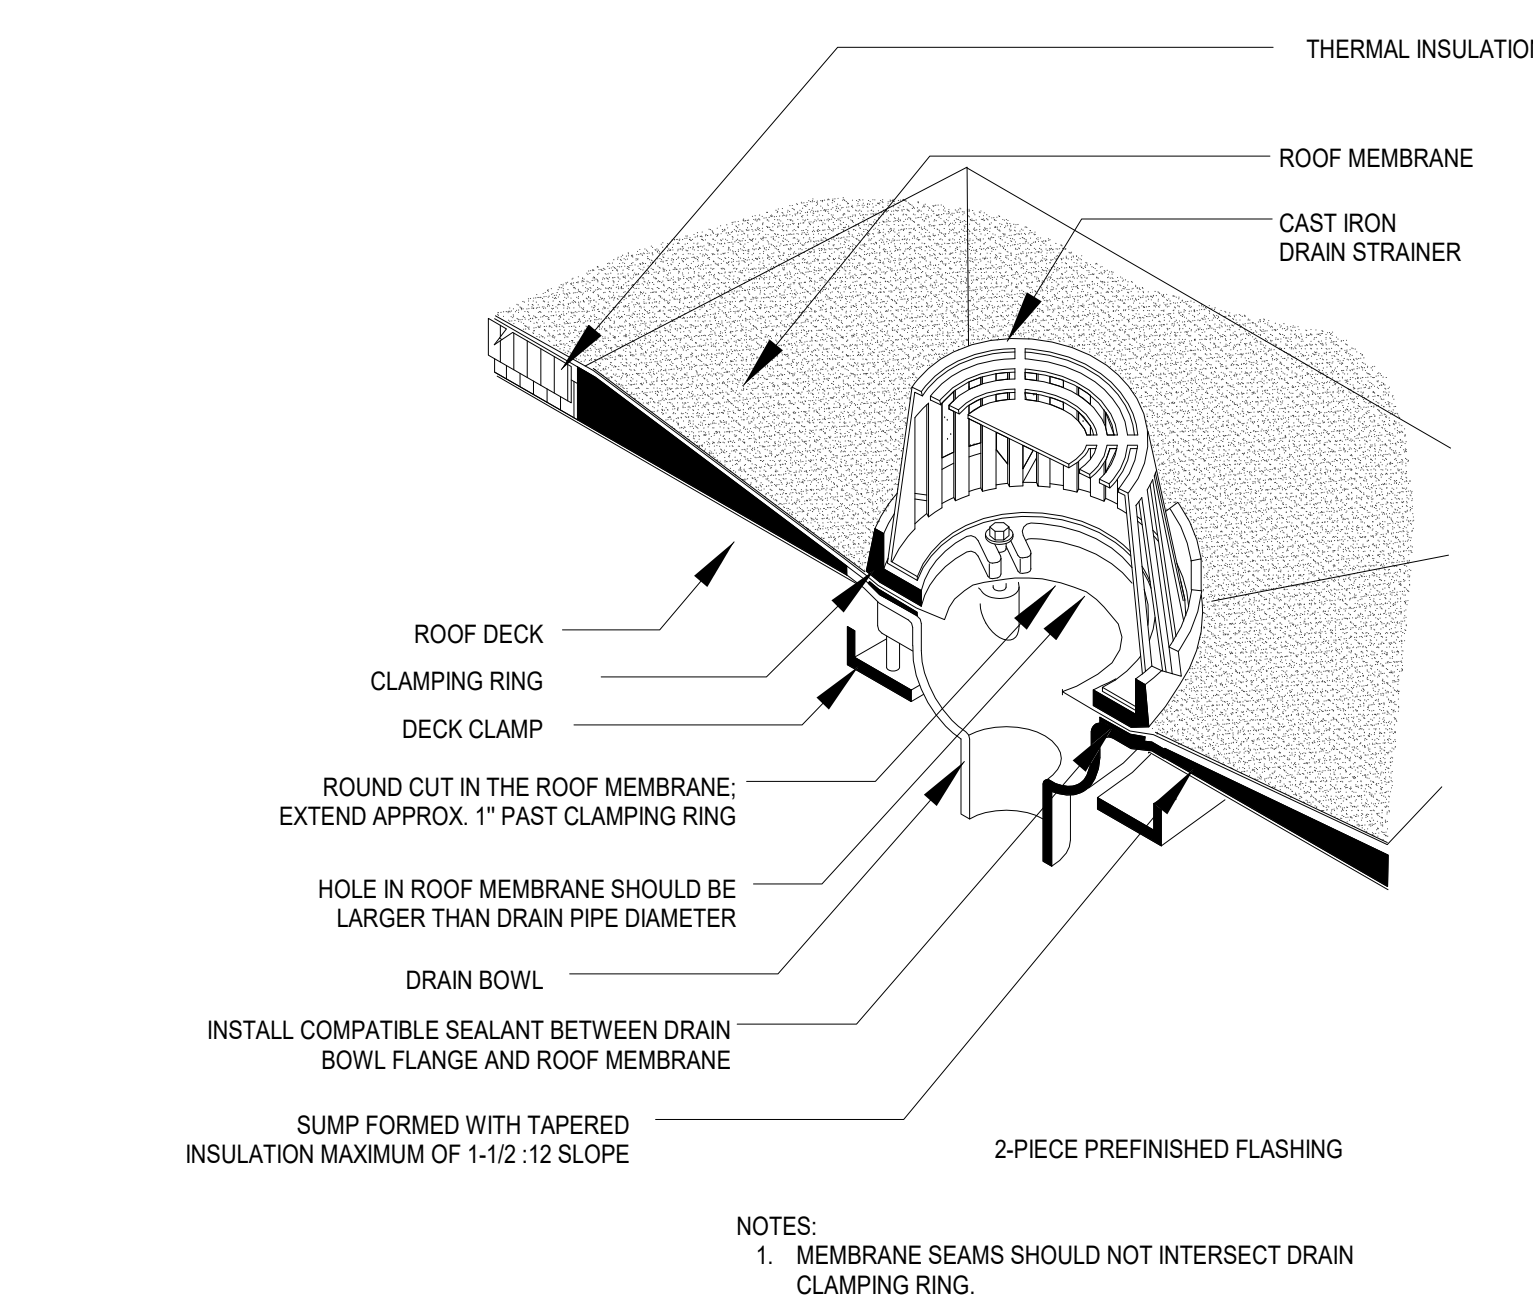 THERMAL INSULATION
ROOF MEMBRANE
CAST IRON
DRAIN STRAINER
ROOF DECK
CLAMPING RING
DECK CLAMP
ROUND CUT IN THE ROOF MEMBRANE;
EXTEND APPROX. 1" PAST CLAMPING RING
HOLE IN ROOF MEMBRANE SHOULD BE
LARGER THAN DRAIN PIPE DIAMETER
DRAIN BOWL
INSTALL COMPATIBLE SEALANT BETWEEN DRAIN
BOWL FLANGE AND ROOF MEMBRANE
SUMP FORMED WITH TAPERED
INSULATION MAXIMUM OF 1-1/2 :12 SLOPE
2-PIECE PREFINISHED FLASHING
NOTES:
1. MEMBRANE SEAMS SHOULD NOT INTERSECT DRAIN
CLAMPING RING.